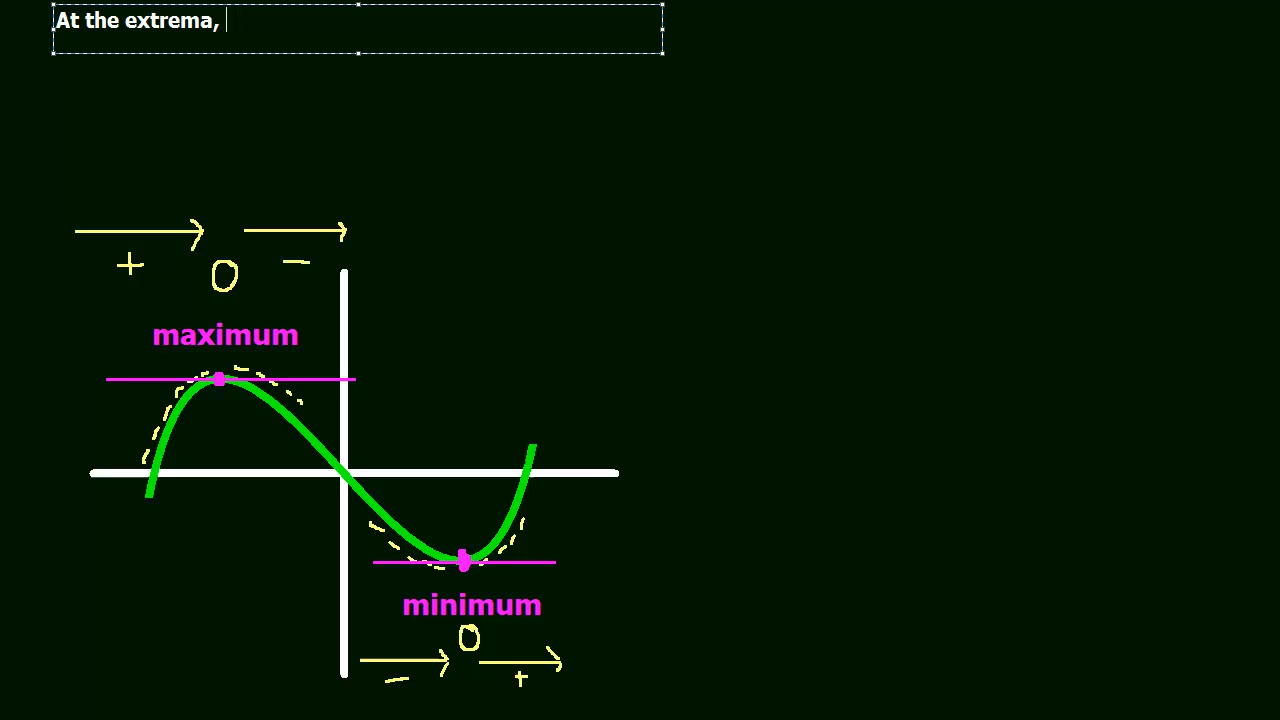 At the extrema,
+ 0 −
maximum
minimum
0
− +